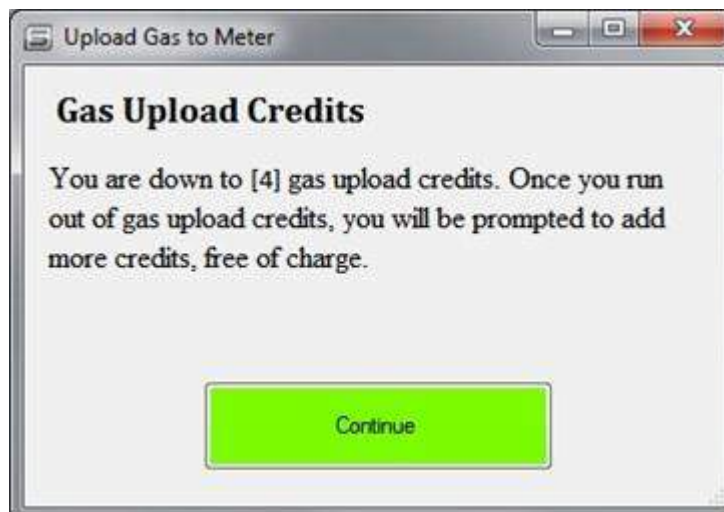 Upload Gas to Meter
Gas Upload Credits
You are down to [4] gas upload credits. Once you run
out of gas upload credits, you will be prompted to add
more credits, free of charge.
Continue